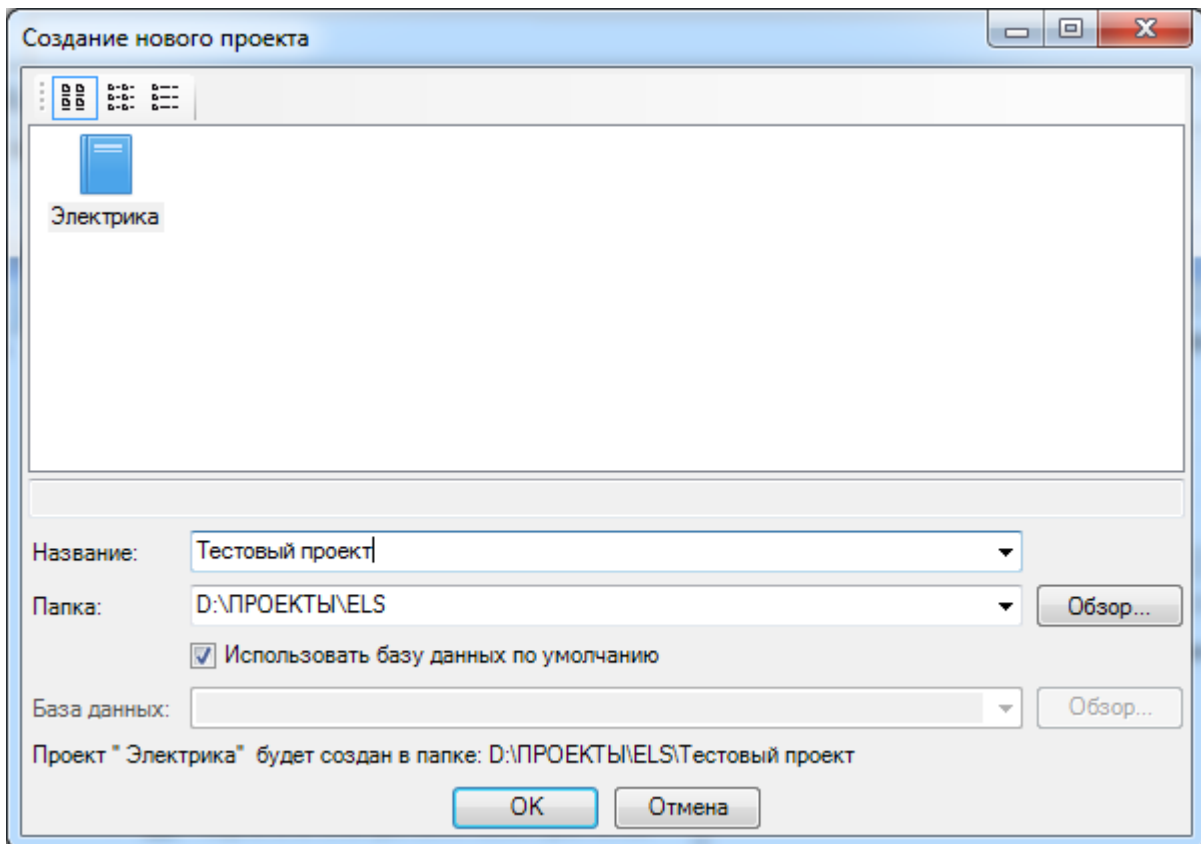 Создание нового проекта
Электрика
Название: Тестовый проект
Папка: D:\ПРОЕКТЫ\ELS Обзор...
Использовать базу данных по умолчанию
База данных: Обзор...
Проект " Электрика"  будет создан в папке: D:\ПРОЕКТЫ\ELS\Тестовый проект
OK Отмена